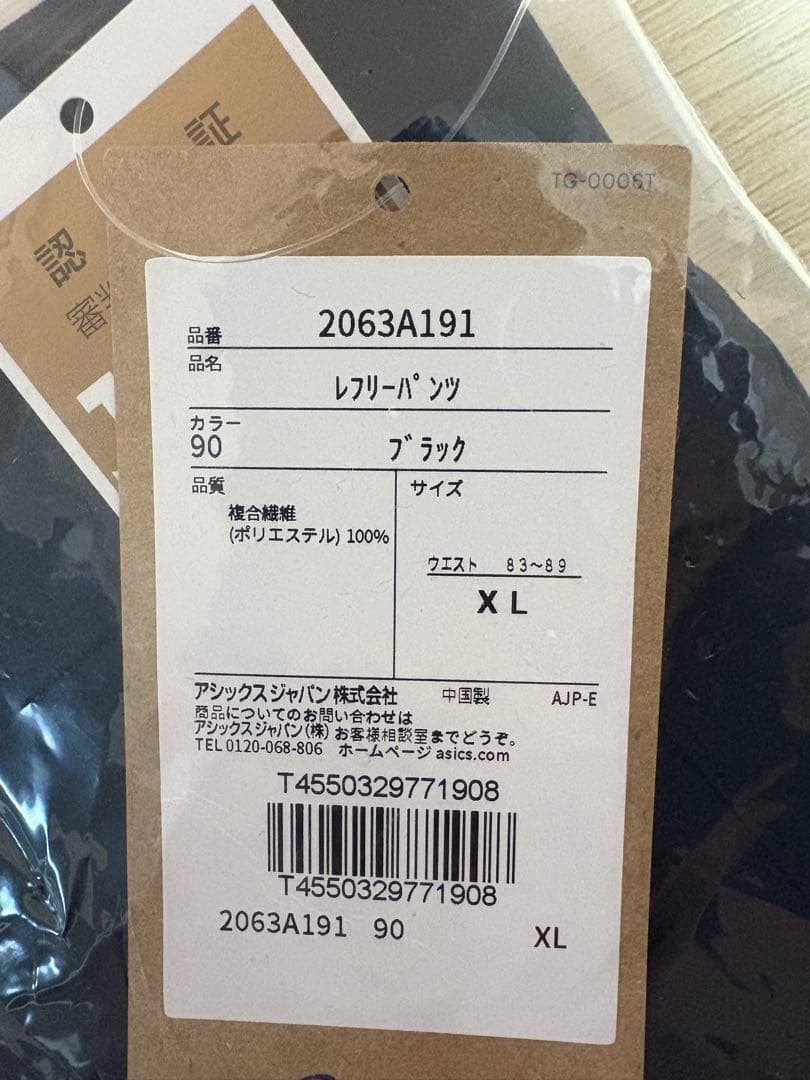 認証
審判
TG-0006T
品番 2063A191
品名
レフリーパンツ
カラー
90 ブラック
品質
複合繊維
(ポリエステル) 100%
サイズ
ウエスト 83~89
XL
アシックスジャパン株式会社 中国製 AJP-E
商品についてのお問い合わせは
アシックスジャパン(株)お客様相談室までどうぞ。
TEL 0120-068-806 ホームページ asics.com
T4550329771908
T4550329771908
2063A191 90 XL